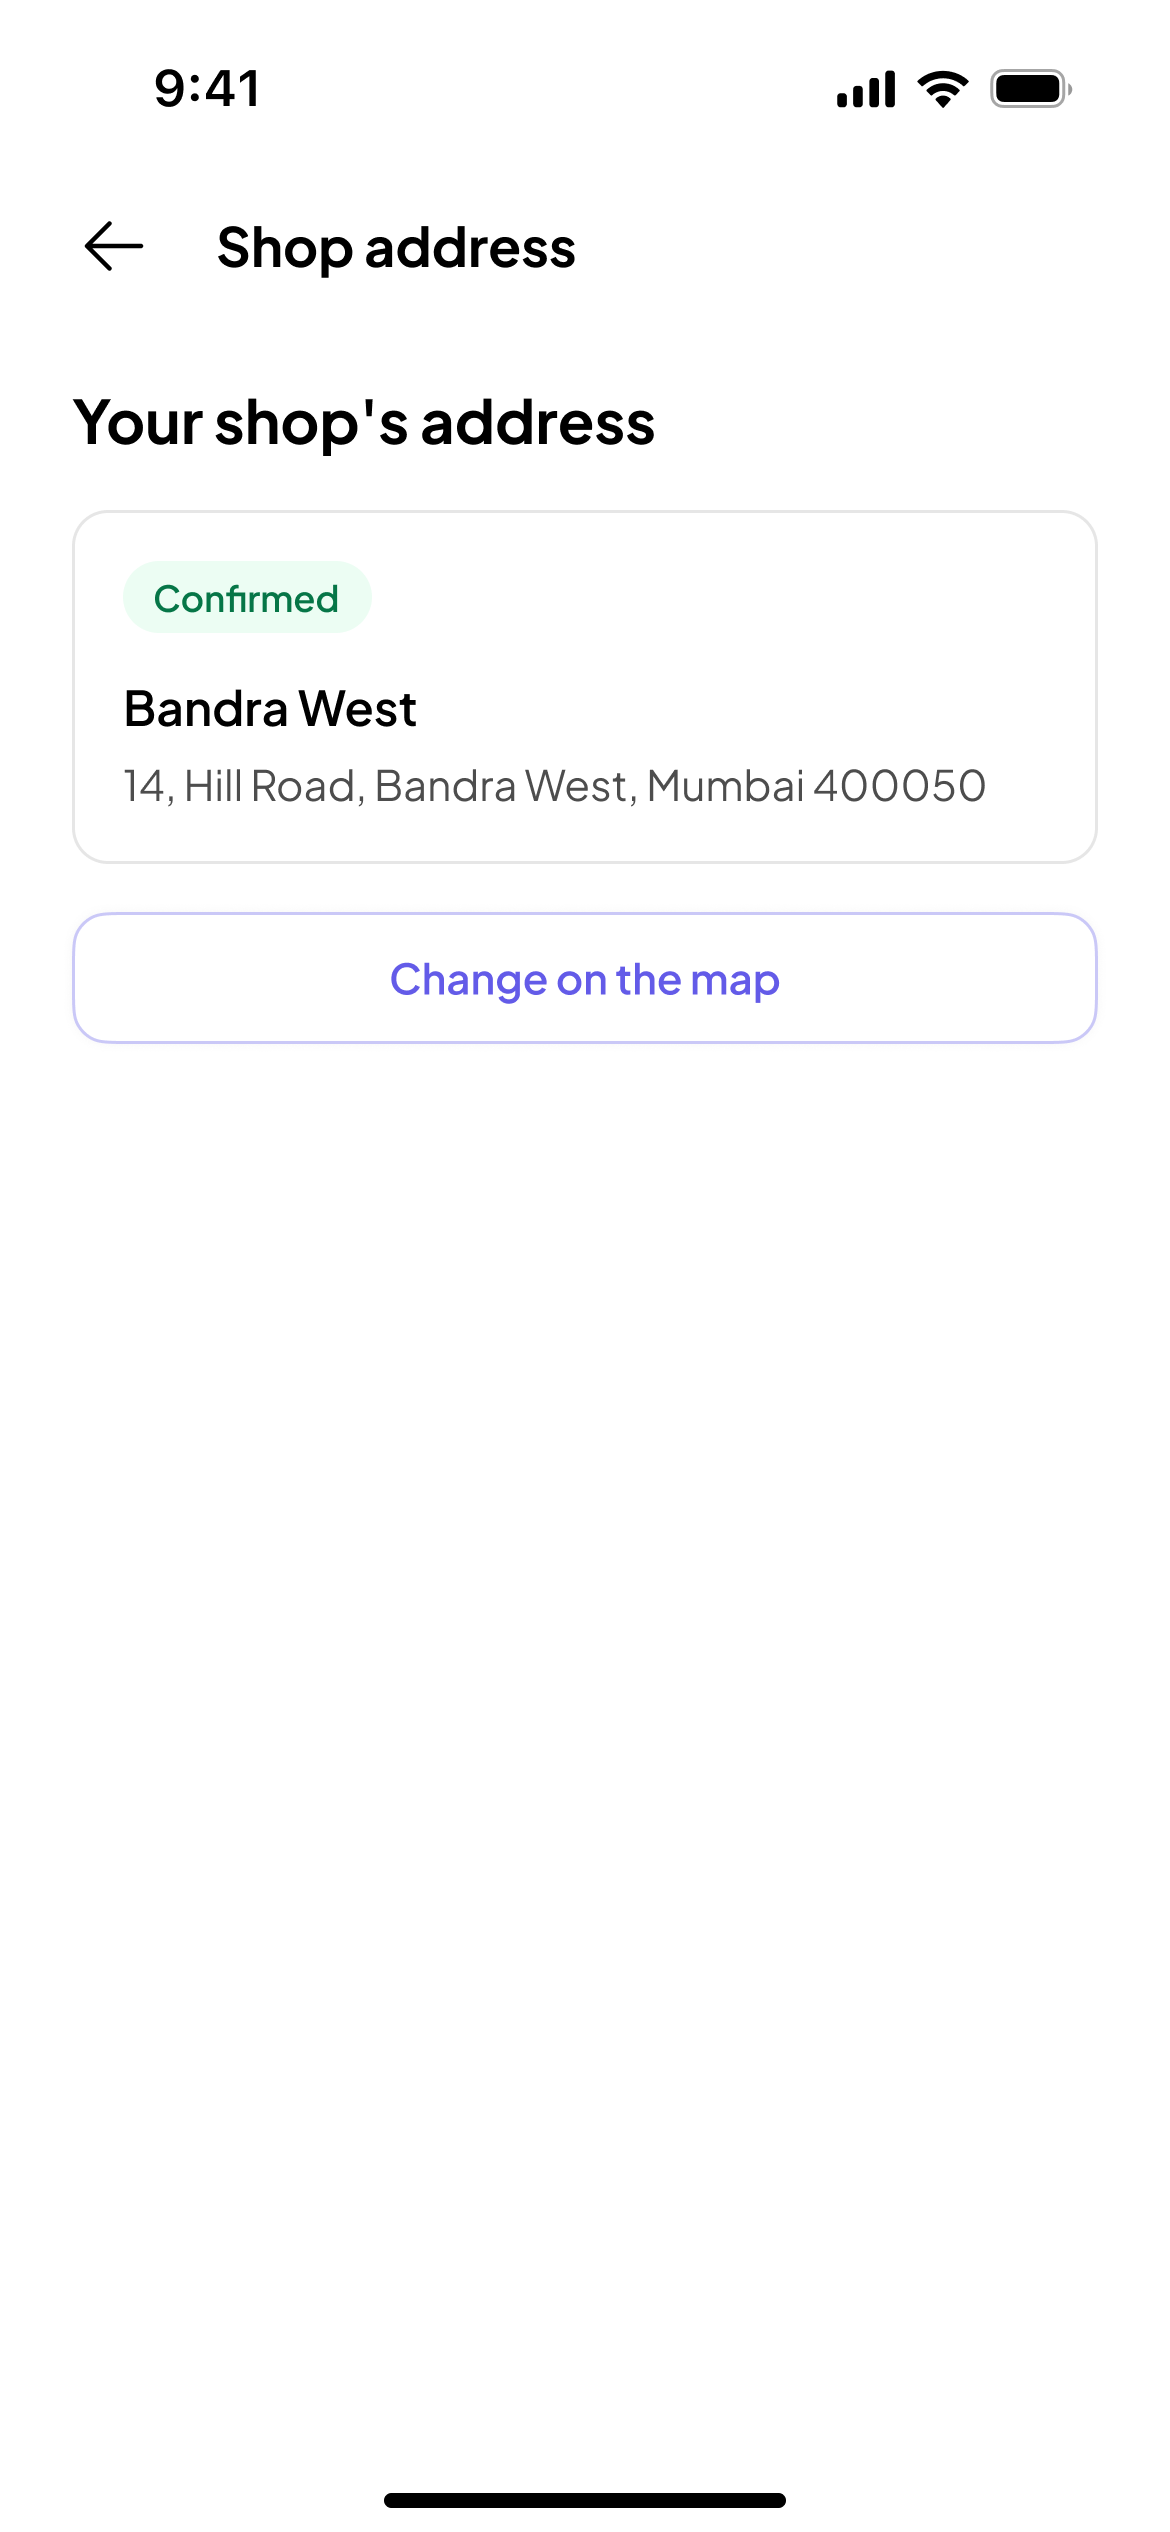 9:41
Shop address
Your shop's address
Confirmed
Bandra West
14, Hill Road, Bandra West, Mumbai 400050
Change on the map